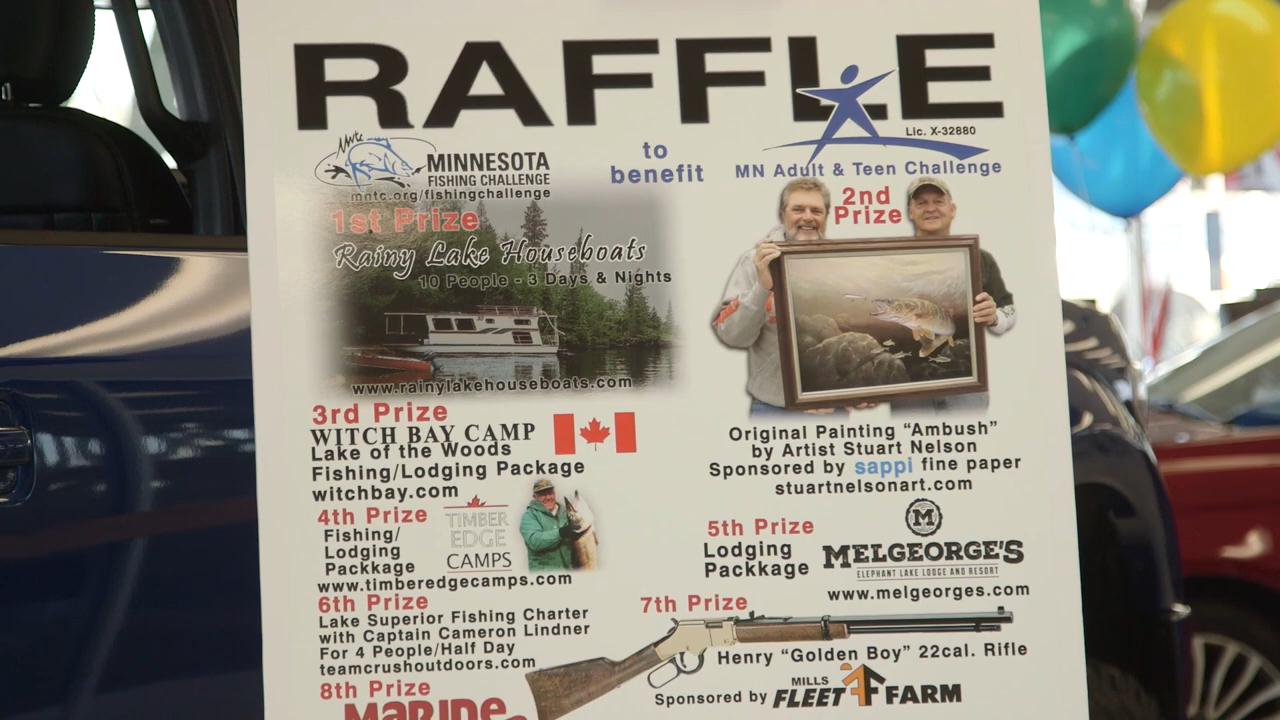 RAFFLE
Lic. X-32880
mntc
MINNESOTA
FISHING CHALLENGE
mntc.org/fishingchallenge
to
benefit
MN Adult & Teen Challenge
1st Prize
Rainy Lake Houseboats
10 People - 3 Days & Nights
www.rainylakehouseboats.com
2nd
Prize
Original Painting "Ambush"
by Artist Stuart Nelson
Sponsored by sappi fine paper
stuartnelsonart.com
3rd Prize
WITCH BAY CAMP
Lake of the Woods
Fishing/Lodging Package
witchbay.com
4th Prize
Fishing/
Lodging
Packkage
TIMBER
EDGE
CAMPS
www.timberedgecamps.com
5th Prize
Lodging
Packkage
M
MELGEORGE'S
ELEPHANT LAKE LODGE AND RESORT
www.melgeorges.com
6th Prize
Lake Superior Fishing Charter
with Captain Cameron Lindner
For 4 People/Half Day
teamcrushoutdoors.com
7th Prize
Henry "Golden Boy" 22cal. Rifle
Sponsored by MILLS FLEET FARM
8th Prize
MARINE